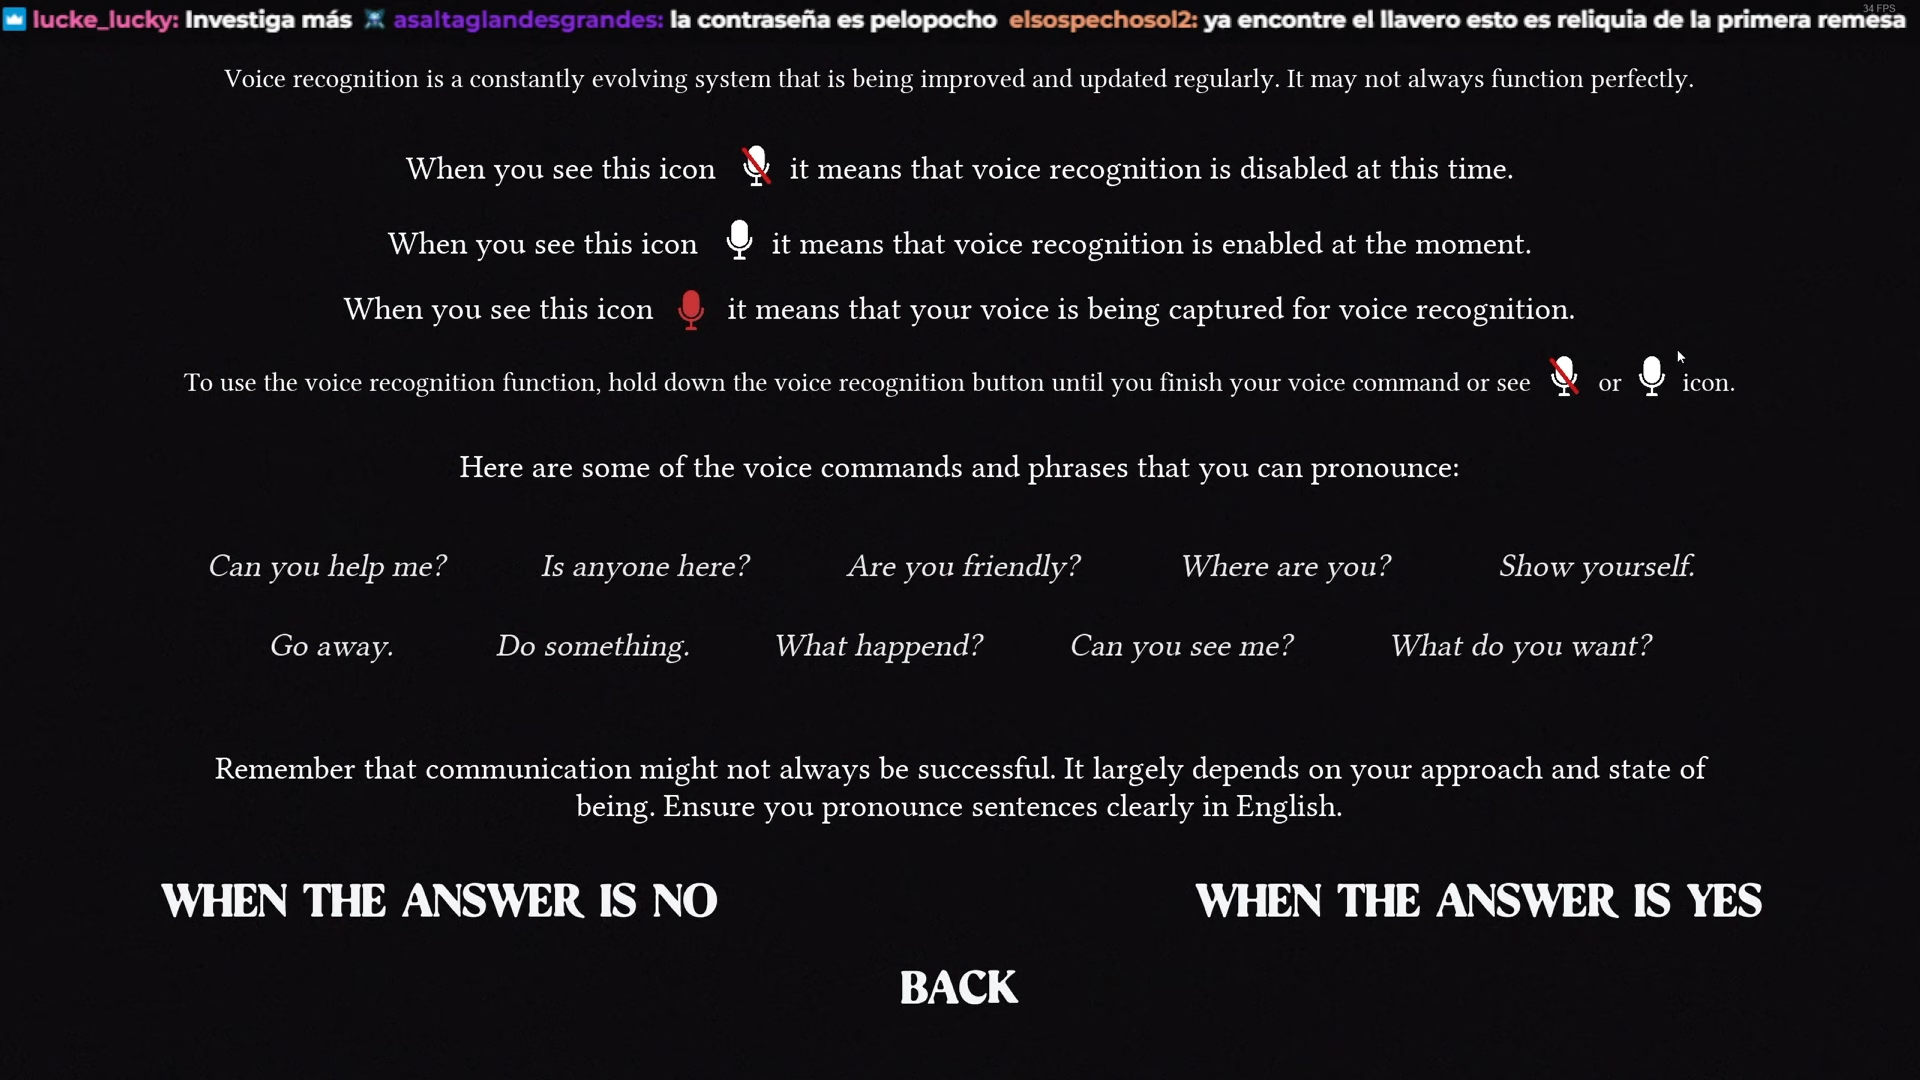 34 FPS
lucke_lucky: Investiga más asaltaglandesgrandes: la contraseña es pelopocho elsospechosol2: ya encontre el llavero esto es reliquia de la primera remesa
Voice recognition is a constantly evolving system that is being improved and updated regularly. It may not always function perfectly.
When you see this icon it means that voice recognition is disabled at this time.
When you see this icon it means that voice recognition is enabled at the moment.
When you see this icon it means that your voice is being captured for voice recognition.
To use the voice recognition function, hold down the voice recognition button until you finish your voice command or see or icon.
Here are some of the voice commands and phrases that you can pronounce:
Can you help me? Is anyone here? Are you friendly? Where are you? Show yourself.
Go away. Do something. What happend? Can you see me? What do you want?
Remember that communication might not always be successful. It largely depends on your approach and state of
being. Ensure you pronounce sentences clearly in English.
WHEN THE ANSWER IS NO WHEN THE ANSWER IS YES
BACK